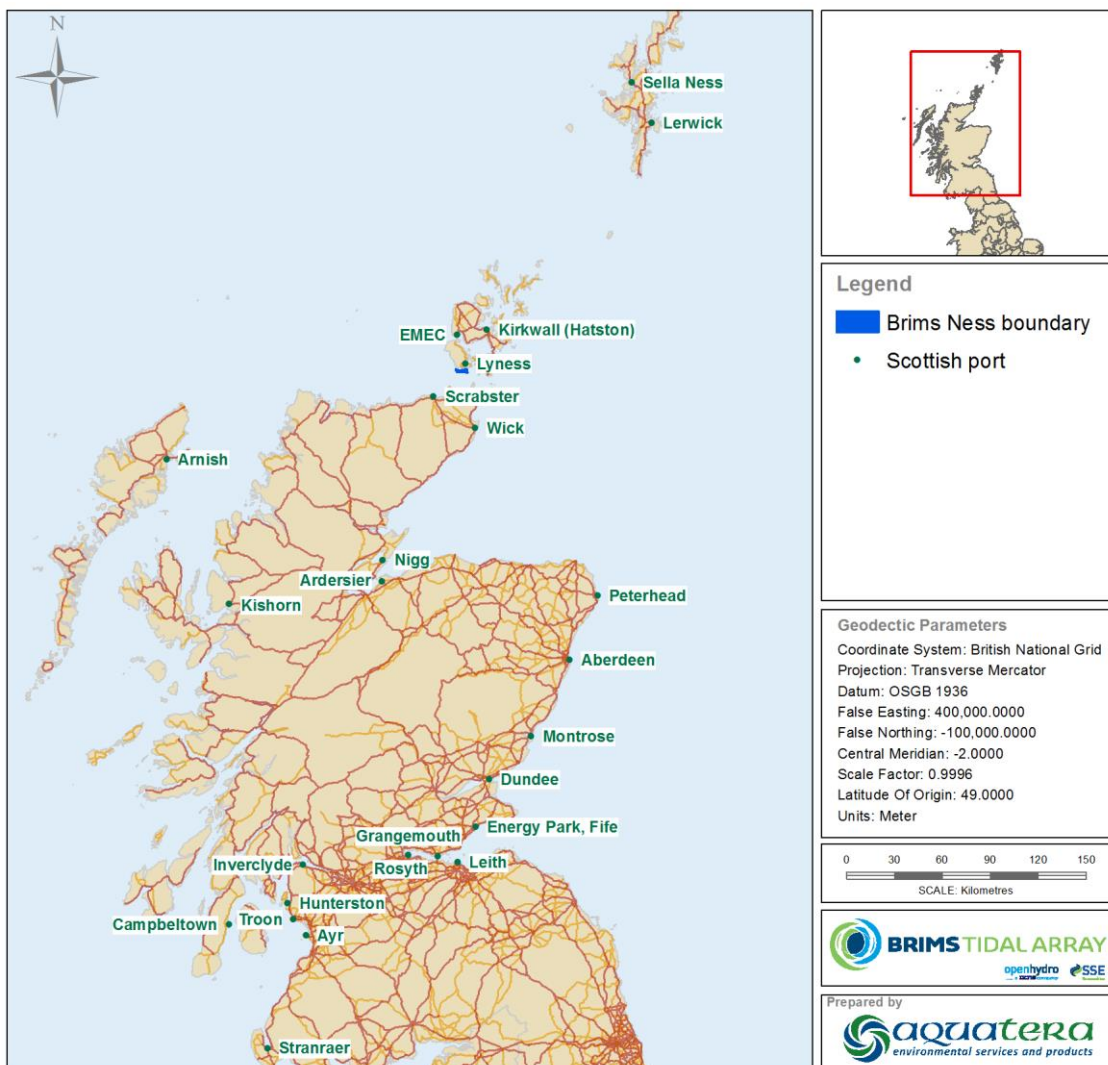 N
Sella Ness
Lerwick
EMEC
Kirkwall (Hatston)
Lyness
Scrabster
Wick
Arnish
Nigg
Ardersier
Kishorn
Peterhead
Aberdeen
Montrose
Dundee
Energy Park, Fife
Grangemouth
Rosyth
Leith
Inverclyde
Hunterston
Campbeltown
Troon
Ayr
Stranraer
Legend
Brims Ness boundary
Scottish port
Geodectic Parameters
Coordinate System: British National Grid
Projection: Transverse Mercator
Datum: OSGB 1936
False Easting: 400,000.0000
False Northing: -100,000.0000
Central Meridian: -2.0000
Scale Factor: 0.9996
Latitude Of Origin: 49.0000
Units: Meter
0 30 60 90 120 150
SCALE: Kilometres
BRIMS TIDAL ARRAY
openhydro
SSE
Prepared by
aquatera
environmental services and products